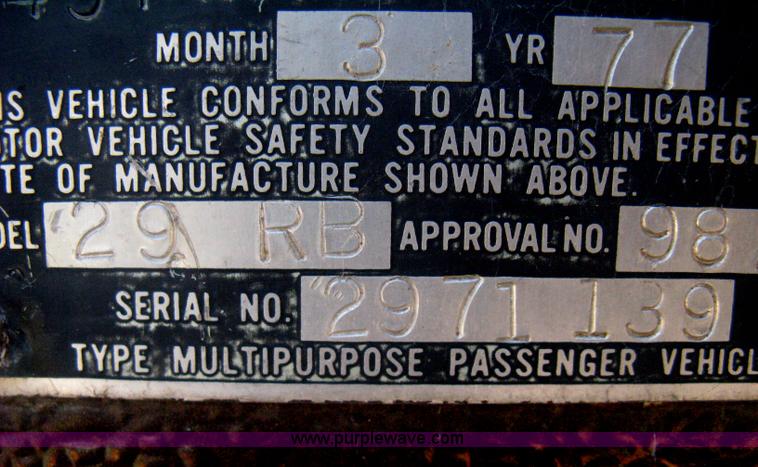 MONTH 3 YR 77
IS VEHICLE CONFORMS TO ALL APPLICABLE
TOR VEHICLE SAFETY STANDARDS IN EFFECT
TE OF MANUFACTURE SHOWN ABOVE.
DEL 29 RB APPROVAL NO. 98
SERIAL NO. 2971139
TYPE MULTIPURPOSE PASSENGER VEHICL
www.purplewave.com